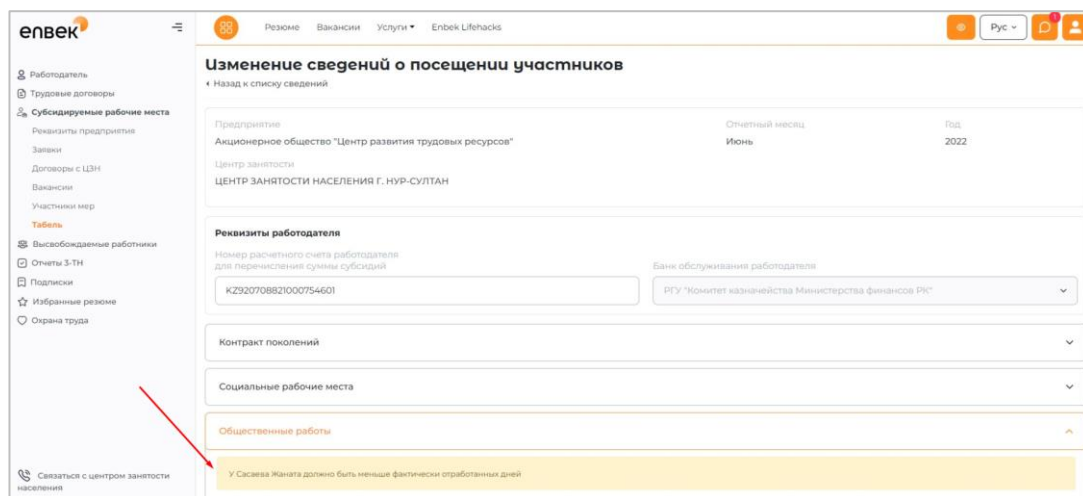 enbek
Резюме Вакансии Услуги Enbek Lifehacks
Рус
1
Работодатель
Трудовые договоры
Субсидируемые рабочие места
Реквизиты предприятия
Заявки
Договоры с ЦЗН
Вакансии
Участники мер
Табель
Высвобождаемые работники
Отчеты 3-ТН
Подписки
Избранные резюме
Охрана труда
Связаться с центром занятости
населения
Изменение сведений о посещении участников
Назад к списку сведений
Предприятие Отчетный месяц Год
Акционерное общество "Центр развития трудовых ресурсов" Июнь 2022
Центр занятости
ЦЕНТР ЗАНЯТОСТИ НАСЕЛЕНИЯ Г. НУР-СУЛТАН
Реквизиты работодателя
Номер расчетного счета работодателя
для перечисления суммы субсидий Банк обслуживания работодателя
KZ920708821000754601 РГУ "Комитет казначейства Министерства финансов РК"
Контракт поколений
Социальные рабочие места
Общественные работы
У Сасаева Жаната должно быть меньше фактически отработанных дней